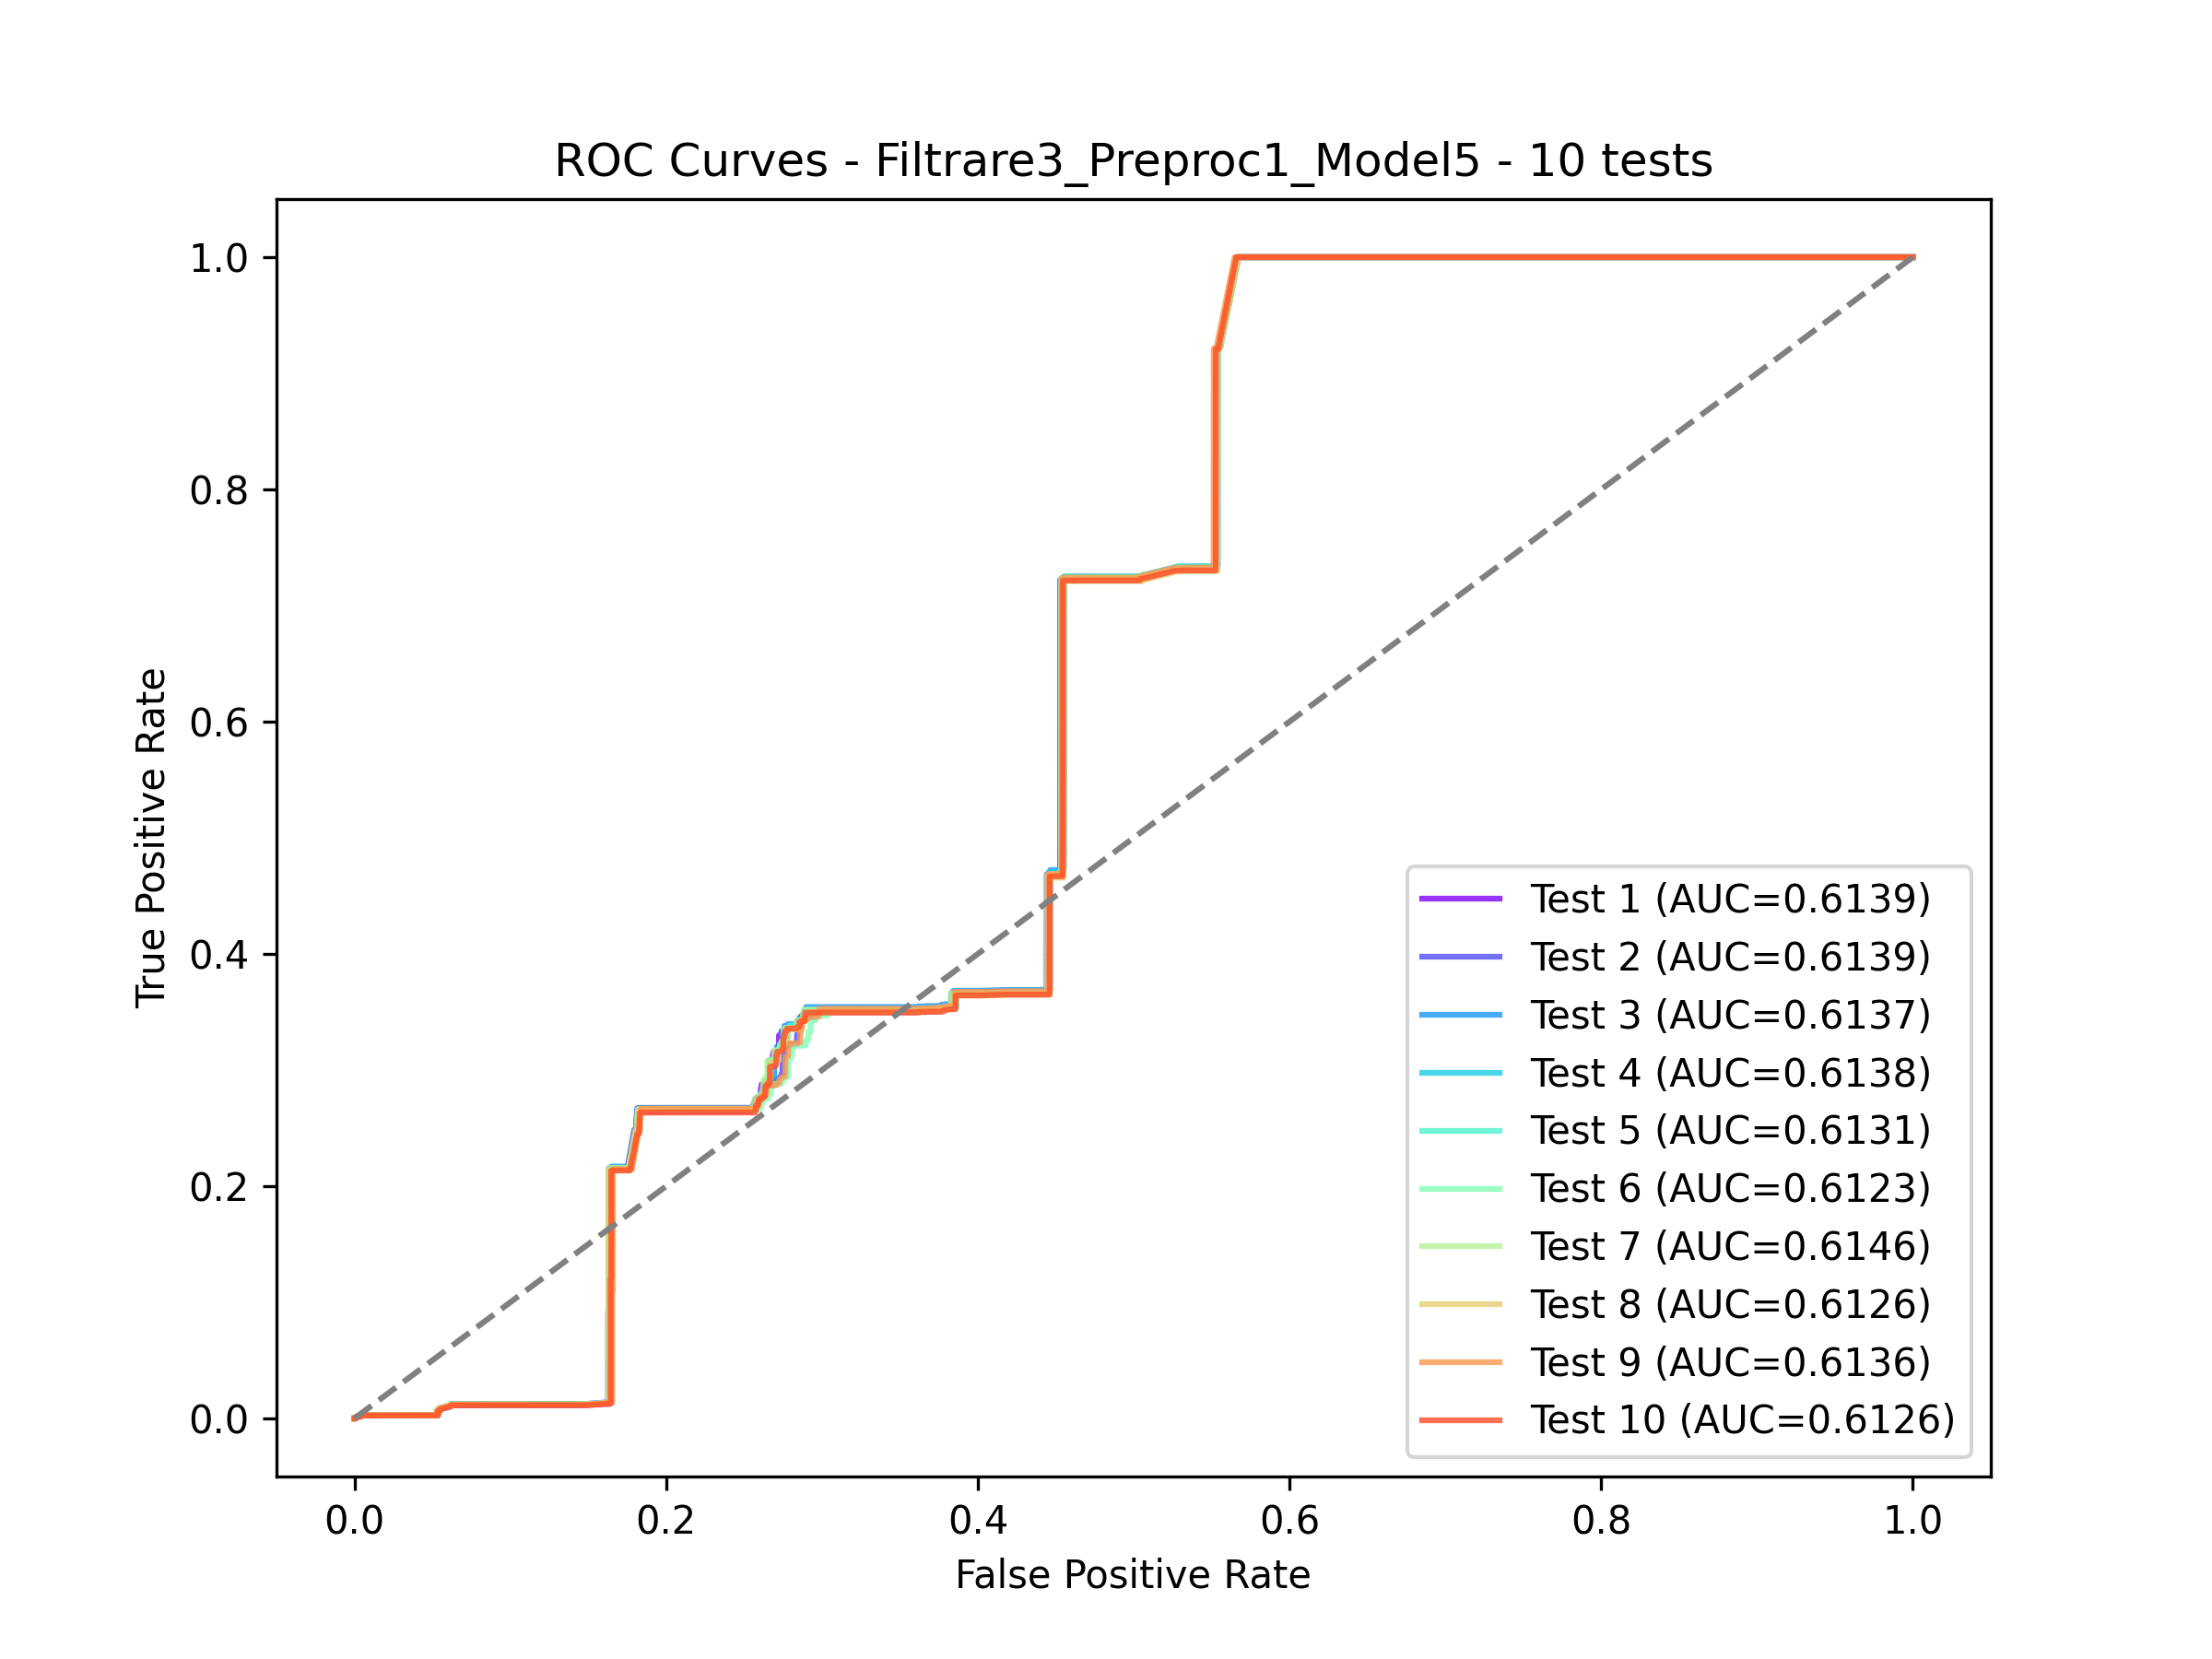 ROC Curves - Filtrare3_Preproc1_Model5 - 10 tests
True Positive Rate
1.0
0.8
0.6
0.4
0.2
0.0
Test 1 (AUC=0.6139)
Test 2 (AUC=0.6139)
Test 3 (AUC=0.6137)
Test 4 (AUC=0.6138)
Test 5 (AUC=0.6131)
Test 6 (AUC=0.6123)
Test 7 (AUC=0.6146)
Test 8 (AUC=0.6126)
Test 9 (AUC=0.6136)
Test 10 (AUC=0.6126)
0.0 0.2 0.4 0.6 0.8 1.0
False Positive Rate